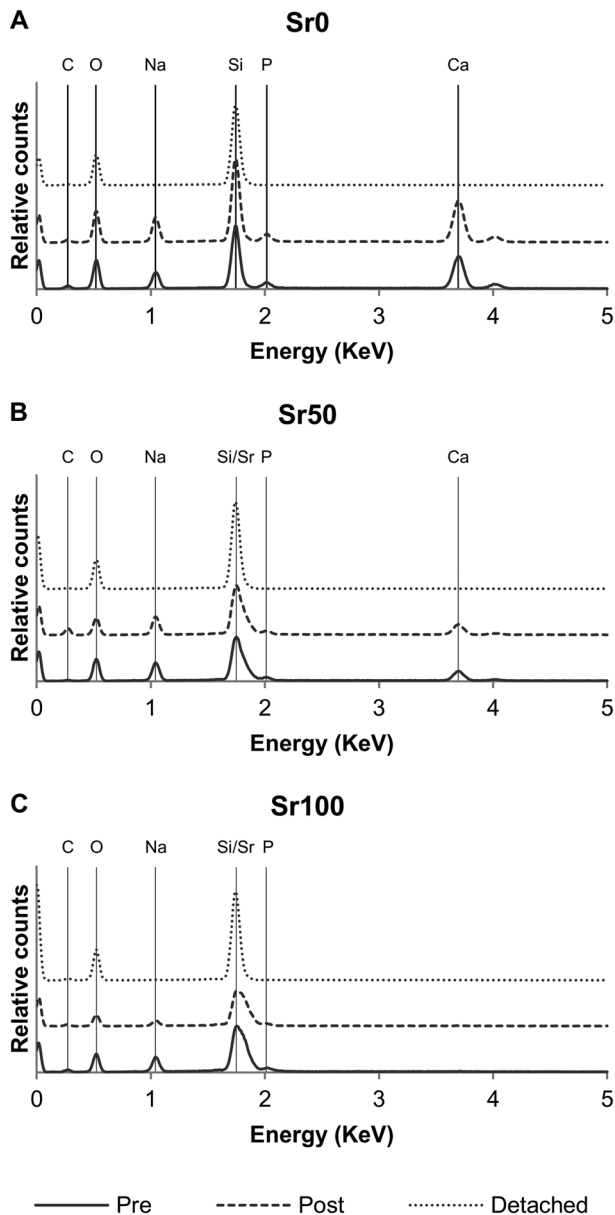 A
Sr0
C O Na Si P Ca
Relative counts
0 1 2 3 4 5
Energy (KeV)
B
Sr50
C O Na Si/Sr P Ca
Relative counts
0 1 2 3 4 5
Energy (KeV)
C
Sr100
C O Na Si/Sr P
Relative counts
0 1 2 3 4 5
Energy (KeV)
Pre Post Detached